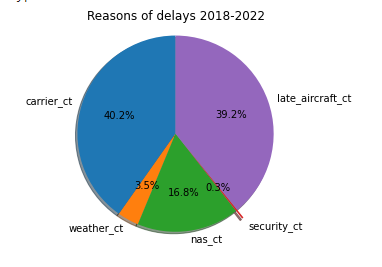 Reasons of delays 2018-2022
late_aircraft_ct
carrier_ct
40.2%
39.2%
3.5%
16.8%
0.3%
weather_ct
security_ct
nas_ct